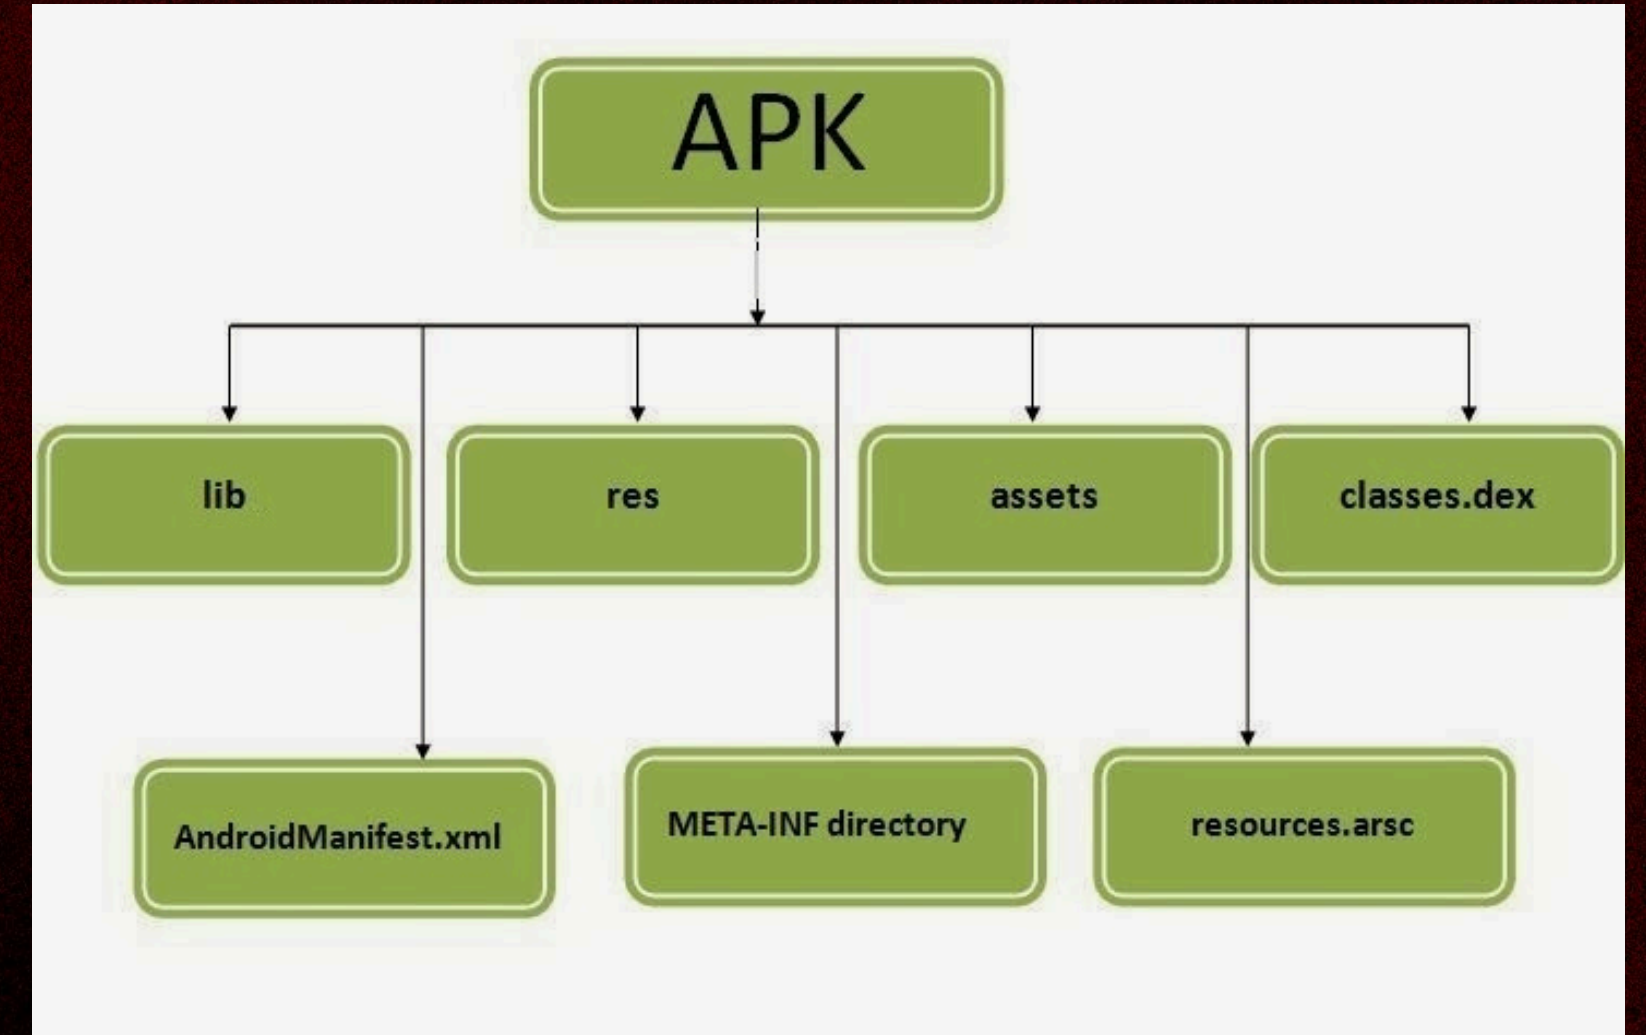 APK
lib
res
assets
classes.dex
AndroidManifest.xml
META-INF directory
resources.arsc